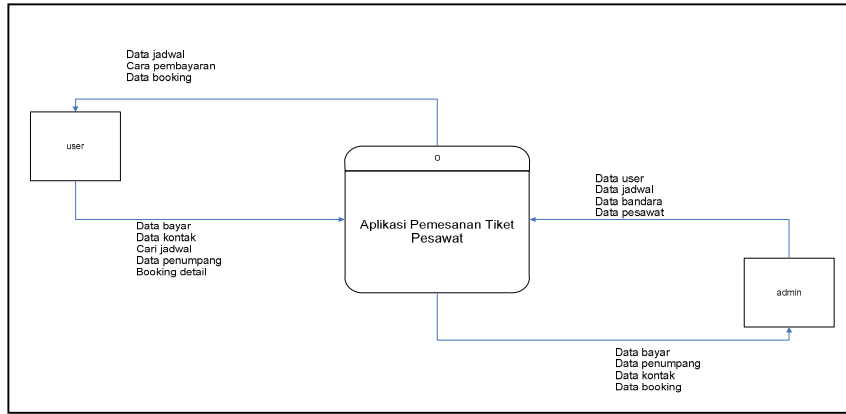 Data jadwal
Cara pembayaran
Data booking
user
O
Data user
Data jadwal
Data bandara
Data pesawat
Aplikasi Pemesanan Tiket
Pesawat
Data bayar
Data kontak
Cari jadwal
Data penumpang
Booking detail
admin
Data bayar
Data penumpang
Data kontak
Data booking